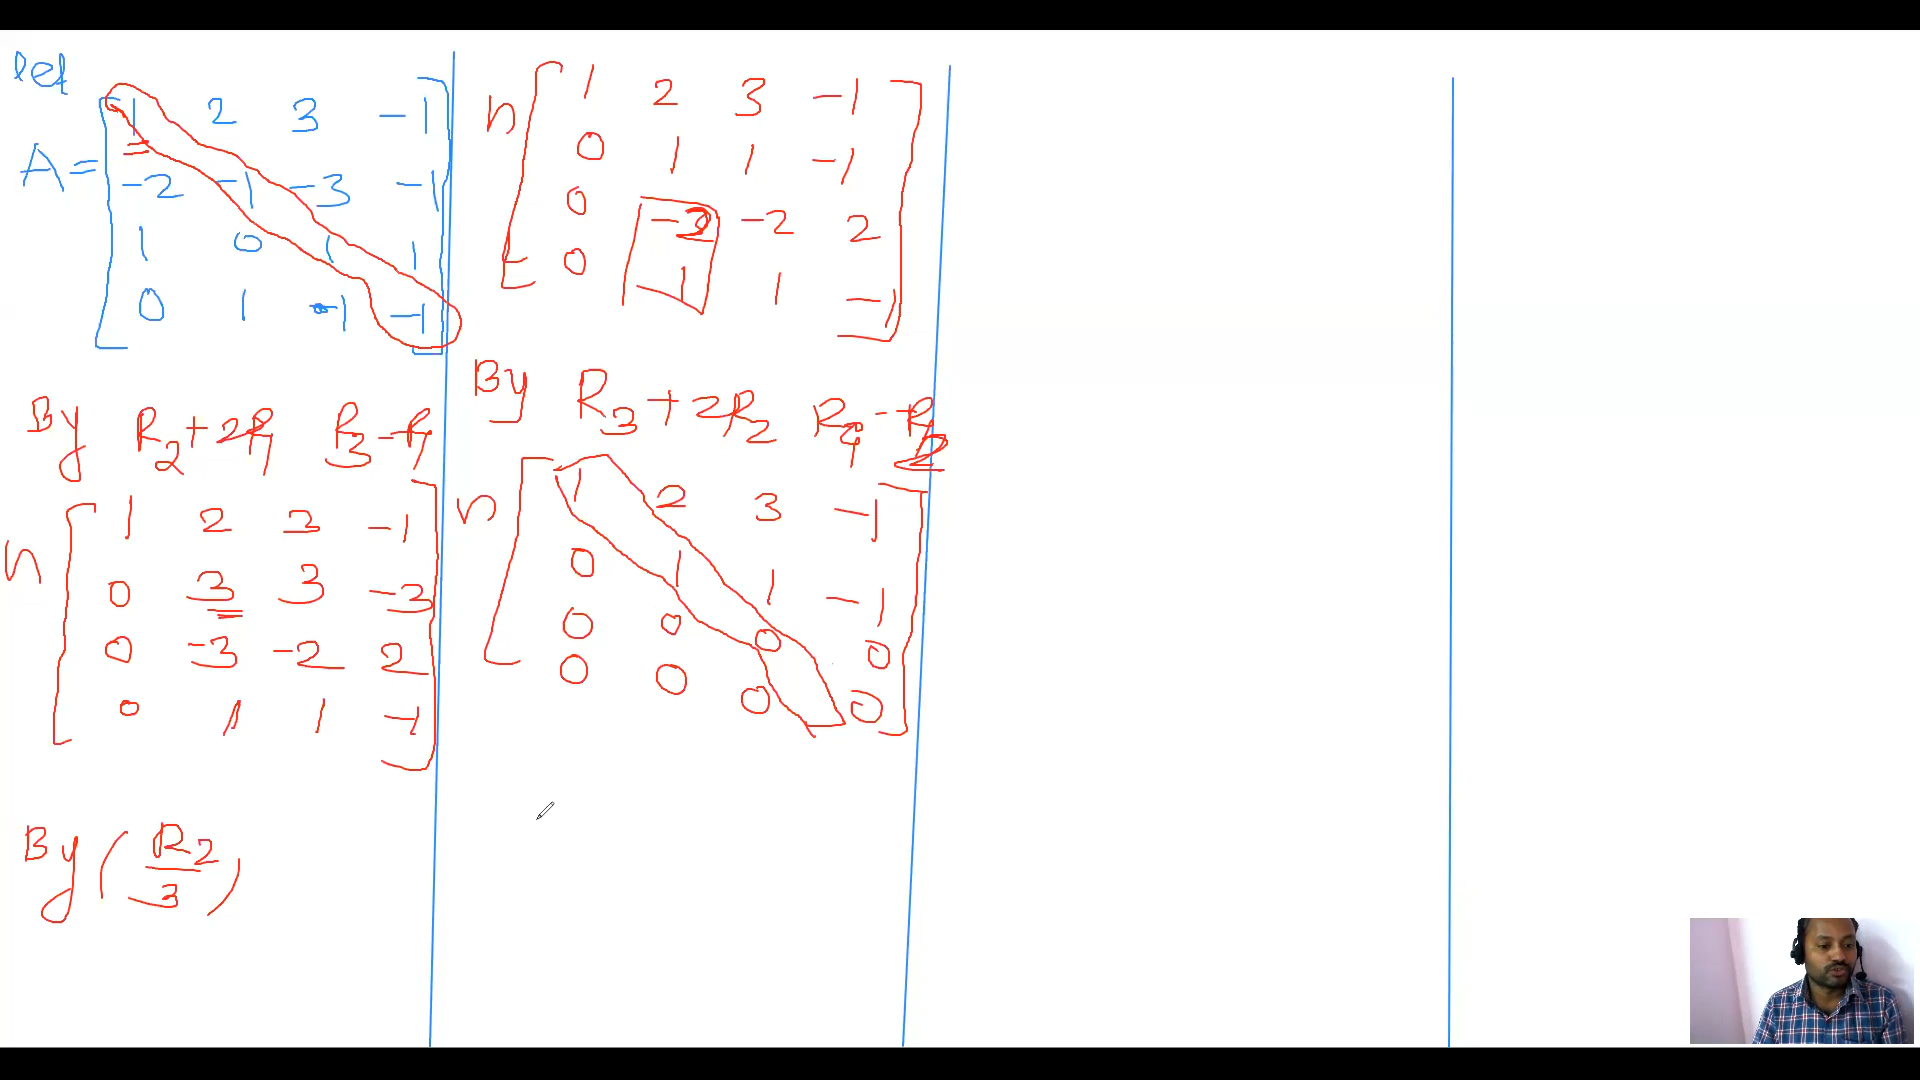 let
A =
1 2 3 -1
-2 -1 -3 -1
1 0 1 1
0 1 -1 -1
By R2+2R1 R3-R1
~
1 2 3 -1
0 3 3 -3
0 -2 -2 2
0 1 1 -1
By (R2/3)
~
1 2 3 -1
0 1 1 -1
0 -2 -2 2
0 1 1 -1
By R3+2R2 R4-R2
~
1 2 3 -1
0 1 1 -1
0 0 0 0
0 0 0 0